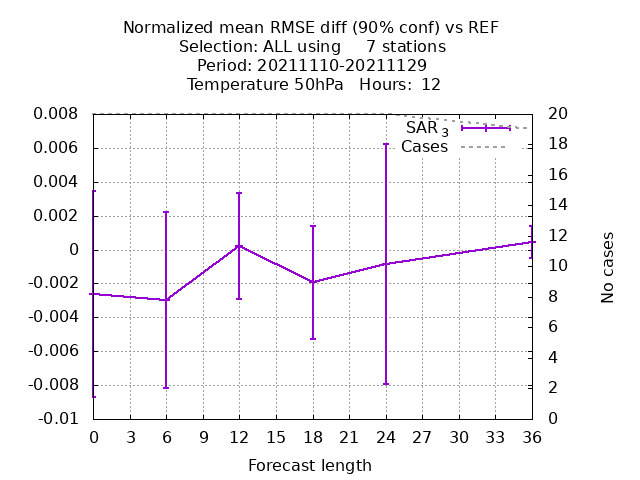 Normalized mean RMSE diff (90% conf) vs REF
Selection: ALL using     7 stations
Period: 20211110-20211129
Temperature 50hPa   Hours:  12
0.008 20
SAR 3
18
0.006 Cases
16
0.004
14
0.002
12
0
10
-0.002
8
-0.004
6
-0.006
4
-0.008
2
-0.01 0
No cases
0 3 6 9 12 15 18 21 24 27 30 33 36
Forecast length